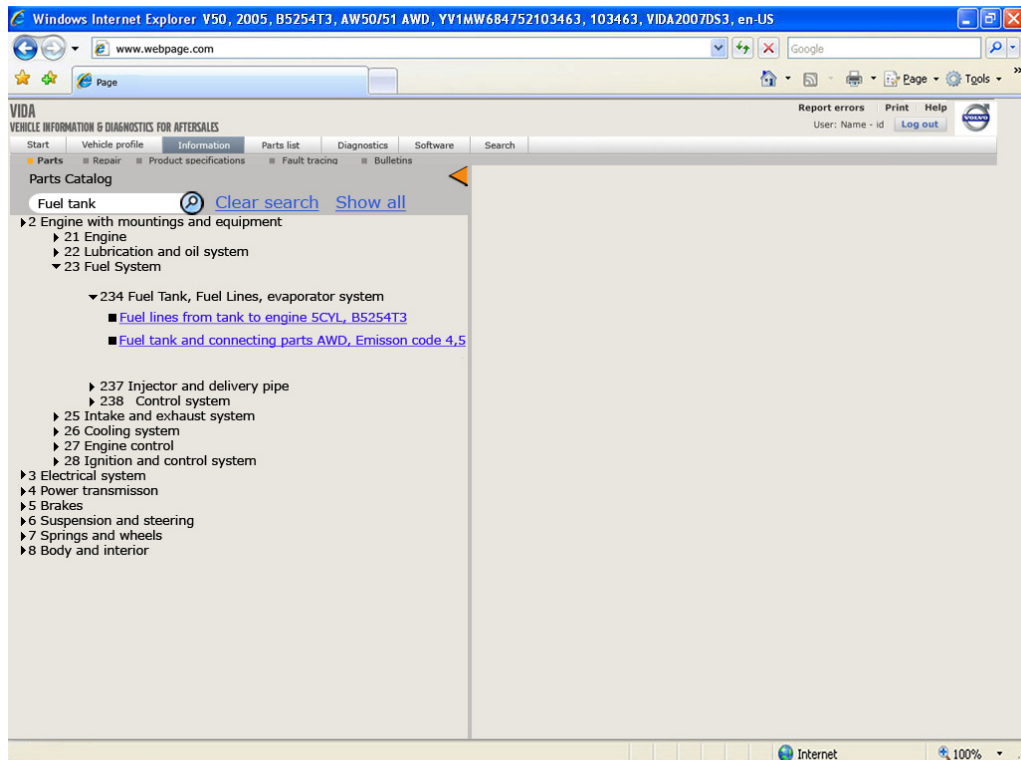 Windows Internet Explorer V50, 2005, B5254T3, AW50/51 AWD, YV1MW684752103463, 103463, VIDA2007DS3, en-US
www.webpage.com
Google
Page
Page
Tools
VIDA
VEHICLE INFORMATION & DIAGNOSTICS FOR AFTERSALES
Report errors Print Help
User: Name - id Log out
VOLVO
Start Vehicle profile Information Parts list Diagnostics Software Search
Parts Repair Product specifications Fault tracing Bulletins
Parts Catalog
Fuel tank Clear search Show all
2 Engine with mountings and equipment
21 Engine
22 Lubrication and oil system
23 Fuel System
234 Fuel Tank, Fuel Lines, evaporator system
Fuel lines from tank to engine 5CYL, B5254T3
Fuel tank and connecting parts AWD, Emisson code 4,5
237 Injector and delivery pipe
238 Control system
25 Intake and exhaust system
26 Cooling system
27 Engine control
28 Ignition and control system
3 Electrical system
4 Power transmisson
5 Brakes
6 Suspension and steering
7 Springs and wheels
8 Body and interior
Internet 100%